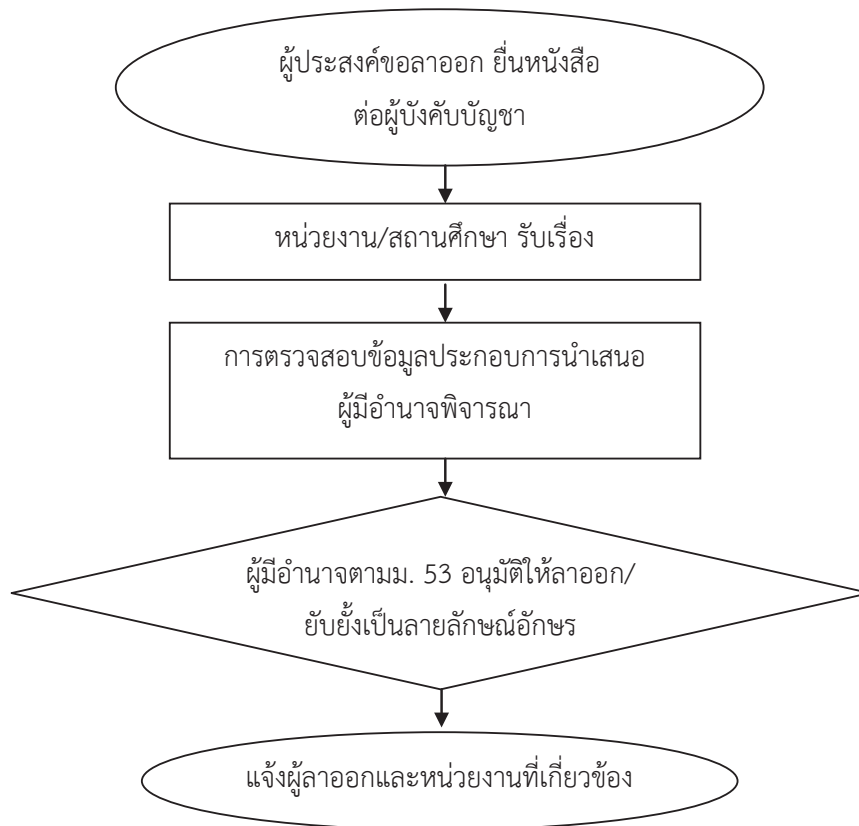 ผู้ประสงค์ขอลาออก ยื่นหนังสือ
ต่อผู้บังคับบัญชา
หน่วยงาน/สถานศึกษา รับเรื่อง
การตรวจสอบข้อมูลประกอบการนำเสนอ
ผู้มีอำนาจพิจารณา
ผู้มีอำนาจตามม. 53 อนุมัติให้ลาออก/
ยับยั้งเป็นลายลักษณ์อักษร
แจ้งผู้ลาออกและหน่วยงานที่เกี่ยวข้อง